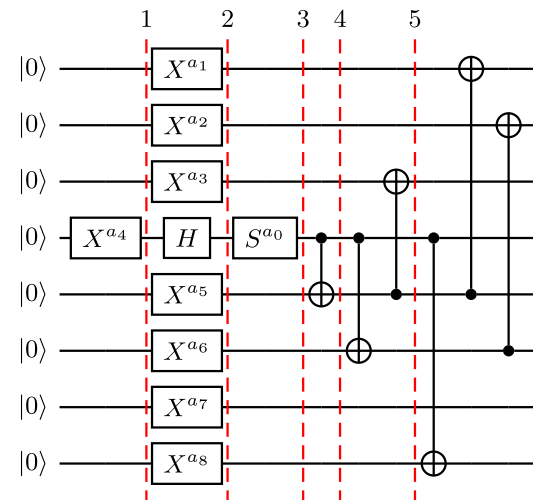 1 2 3 4 5
|0⟩ X^{a_1}
|0⟩ X^{a_2}
|0⟩ X^{a_3}
|0⟩ X^{a_4} H S^{a_0}
|0⟩ X^{a_5}
|0⟩ X^{a_6}
|0⟩ X^{a_7}
|0⟩ X^{a_8}